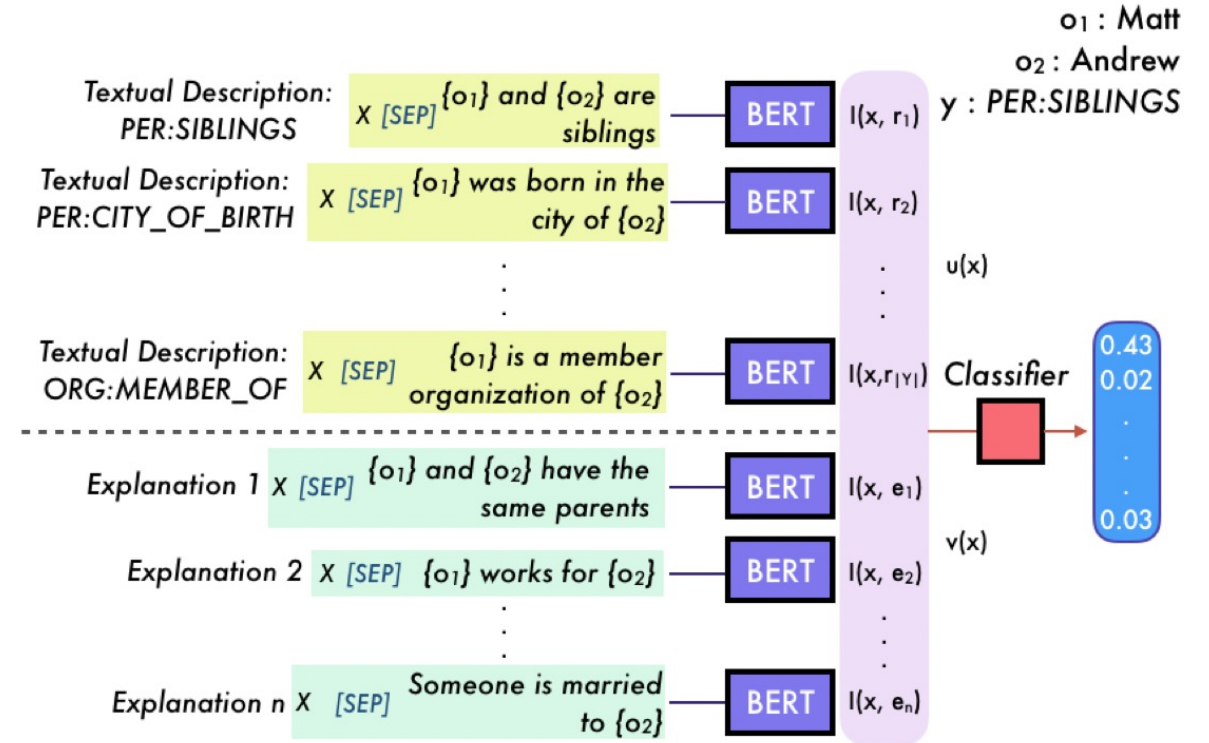 o₁ : Matt
o₂ : Andrew
y : PER:SIBLINGS
Textual Description:
PER:SIBLINGS
X [SEP] {o₁} and {o₂} are
siblings
BERT
I(x, r₁)
Textual Description:
PER:CITY_OF_BIRTH
X [SEP] {o₁} was born in the
city of {o₂}
BERT
I(x, r₂)
.
.
.
.
.
.
u(x)
Textual Description:
ORG:MEMBER_OF
X [SEP] {o₁} is a member
organization of {o₂}
BERT
I(x,r|Y|)
Classifier
0.43
0.02
.
.
.
0.03
Explanation 1
X [SEP] {o₁} and {o₂} have the
same parents
BERT
I(x, e₁)
v(x)
Explanation 2
X [SEP] {o₁} works for {o₂}
BERT
I(x, e₂)
.
.
.
.
.
.
Explanation n
X [SEP] Someone is married
to {o₂}
BERT
I(x, eₙ)